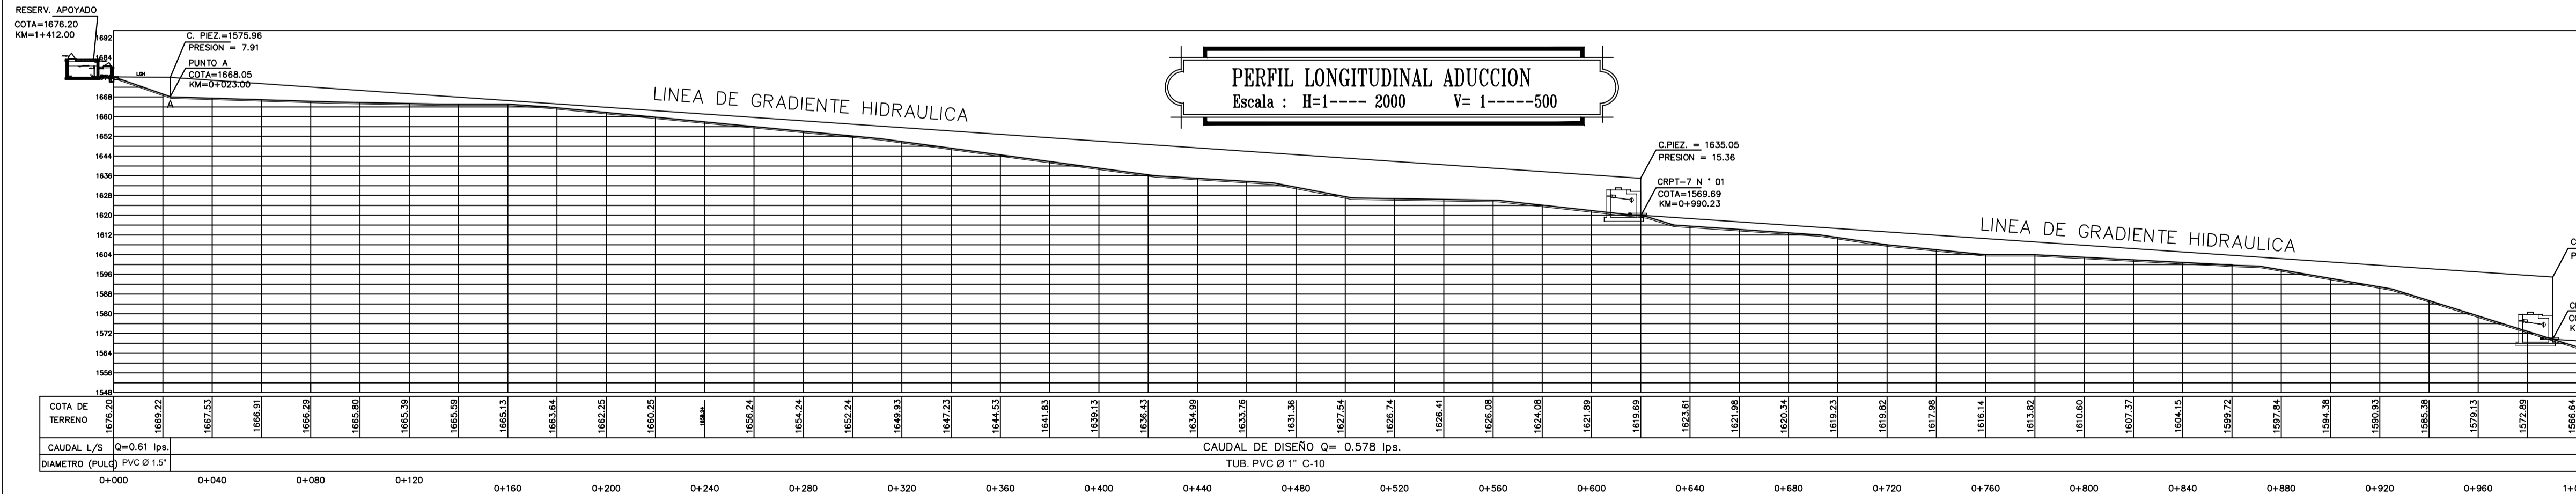 RESERV. APOYADO
COTA=1676.20
KM=1+412.00
C. PIEZ.=1575.96
PRESION = 7.91
PUNTO A
COTA=1668.05
KM=0+023.00
LGH
A
LINEA DE GRADIENTE HIDRAULICA
PERFIL LONGITUDINAL ADUCCION
Escala : H=1---- 2000 V= 1-----500
C.PIEZ. = 1635.05
PRESION = 15.36
CRPT-7 N ° 01
COTA=1569.69
KM=0+990.23
LINEA DE GRADIENTE HIDRAULICA
1692
1684
1668
1660
1652
1644
1636
1628
1620
1612
1604
1596
1588
1580
1572
1564
1556
1548
COTA DE
TERRENO
1676.20 1669.22 1667.53 1666.91 1666.29 1665.80 1665.39 1665.59 1665.13 1663.64 1662.25 1660.25 1656.24 1654.24 1652.24 1649.93 1647.23 1644.53 1641.83 1639.13 1636.43 1634.99 1633.76 1631.36 1627.54 1626.74 1626.41 1626.08 1624.08 1621.89 1619.69 1623.61 1621.98 1620.34 1619.23 1619.82 1617.98 1616.14 1613.82 1610.60 1607.37 1604.15 1599.72 1597.84 1594.38 1590.93 1585.38 1579.13 1572.89 1566.64
CAUDAL L/S Q=0.61 lps. CAUDAL DE DISEÑO Q= 0.578 lps.
DIAMETRO (PULG) PVC Ø 1.5" TUB. PVC Ø 1" C-10
0+000 0+040 0+080 0+120 0+160 0+200 0+240 0+280 0+320 0+360 0+400 0+440 0+480 0+520 0+560 0+600 0+640 0+680 0+720 0+760 0+800 0+840 0+880 0+920 0+960